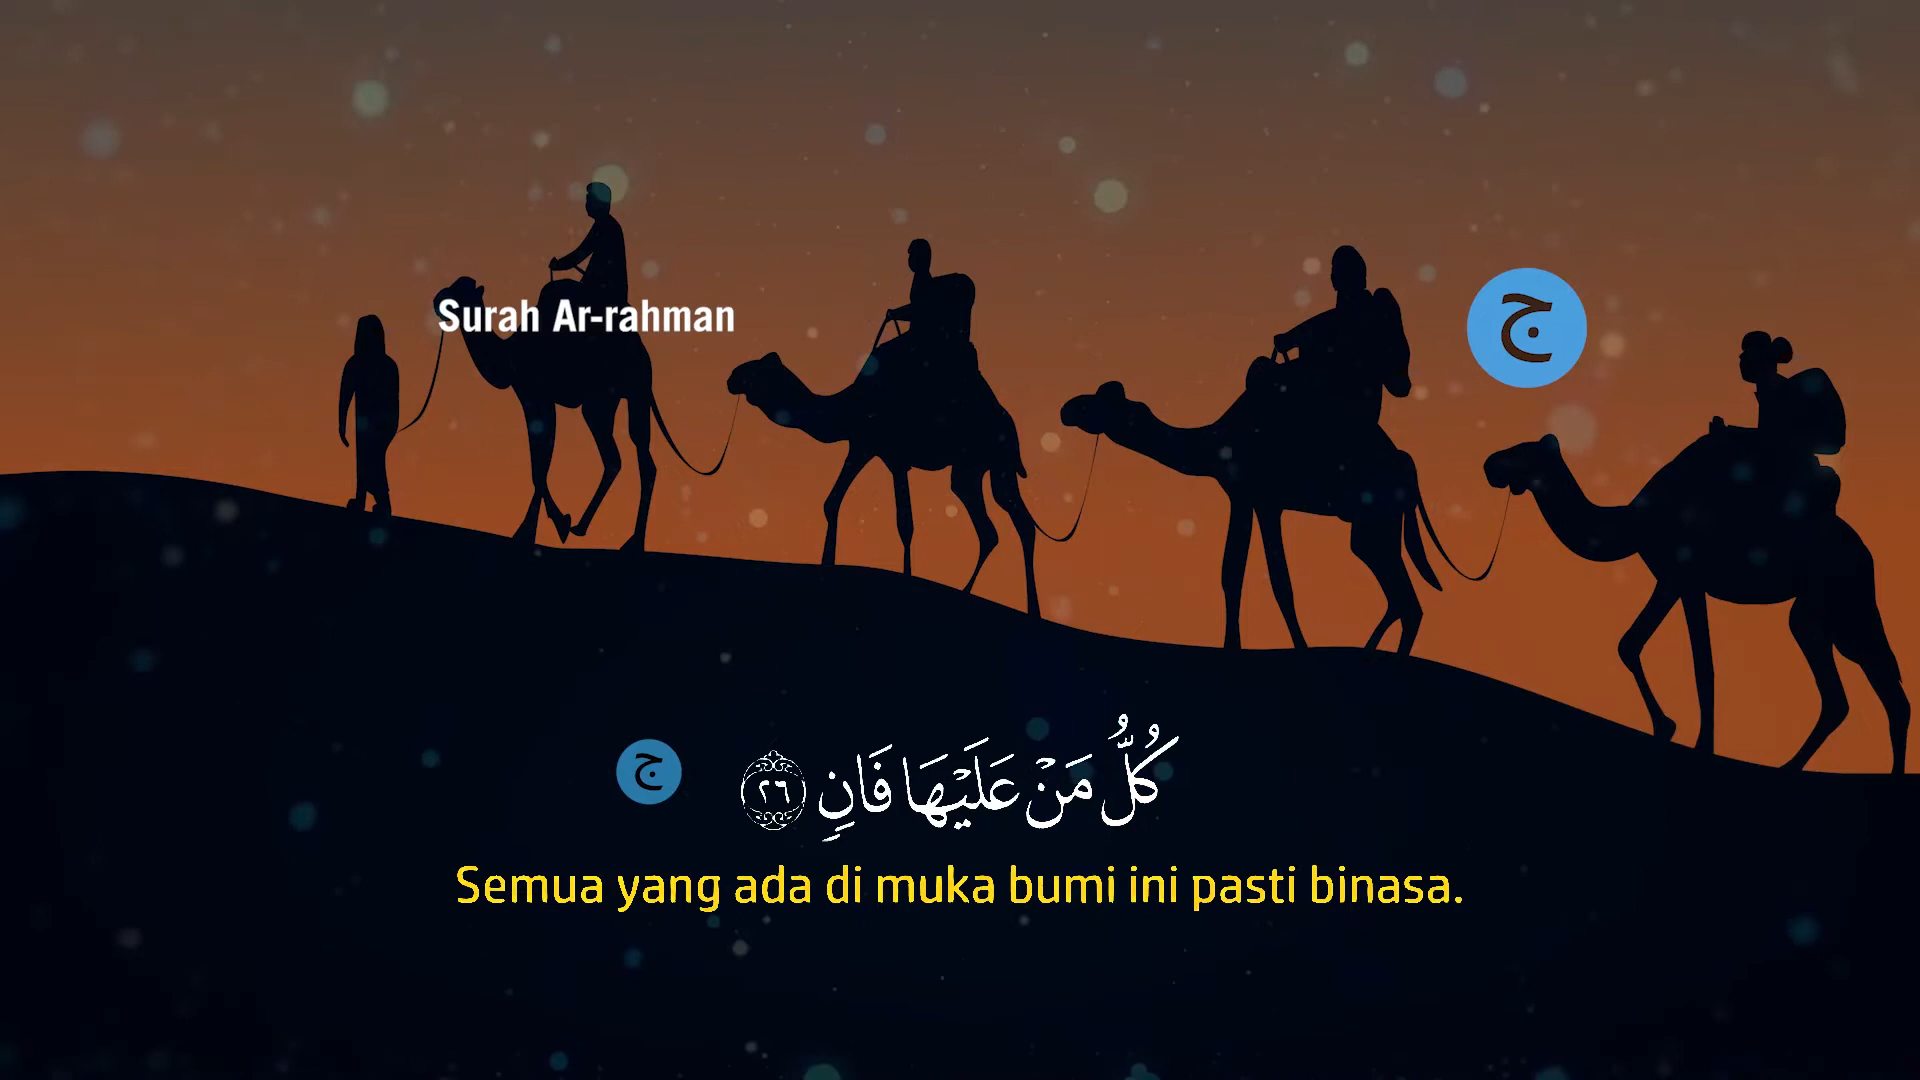 Surah Ar-rahman
ج
كُلُّ مَنْ عَلَيْهَا فَانٍ ٢٦
ج
Semua yang ada di muka bumi ini pasti binasa.